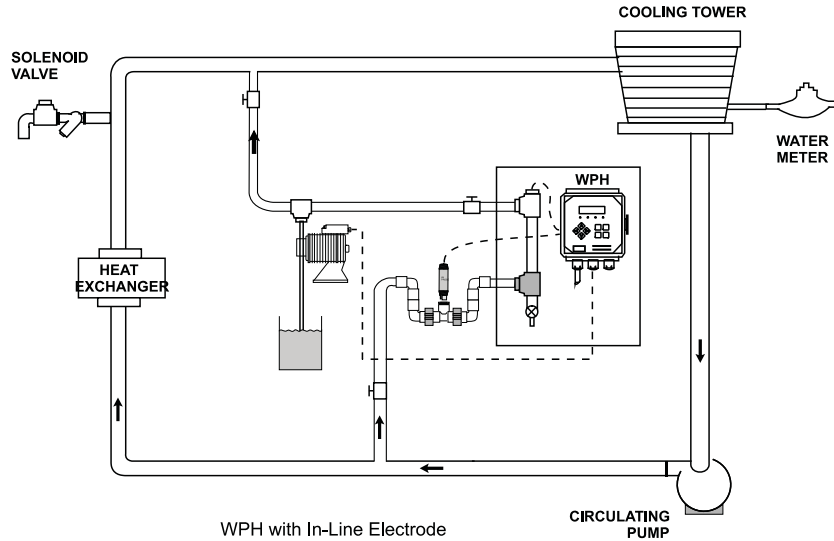 COOLING TOWER
SOLENOID
VALVE
WATER
METER
WPH
HEAT
EXCHANGER
CIRCULATING
PUMP
WPH with In-Line Electrode